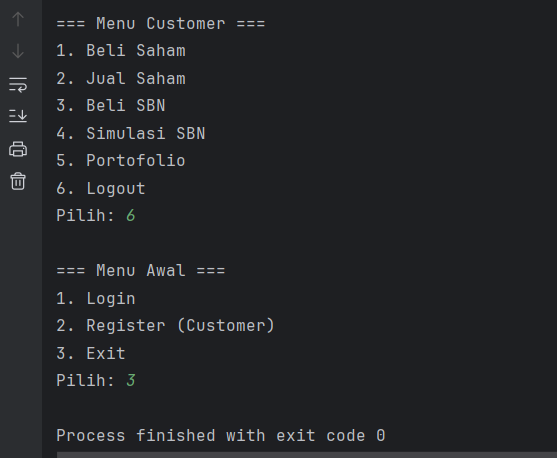 === Menu Customer ===
1. Beli Saham
2. Jual Saham
3. Beli SBN
4. Simulasi SBN
5. Portofolio
6. Logout
Pilih: 6
=== Menu Awal ===
1. Login
2. Register (Customer)
3. Exit
Pilih: 3
Process finished with exit code 0